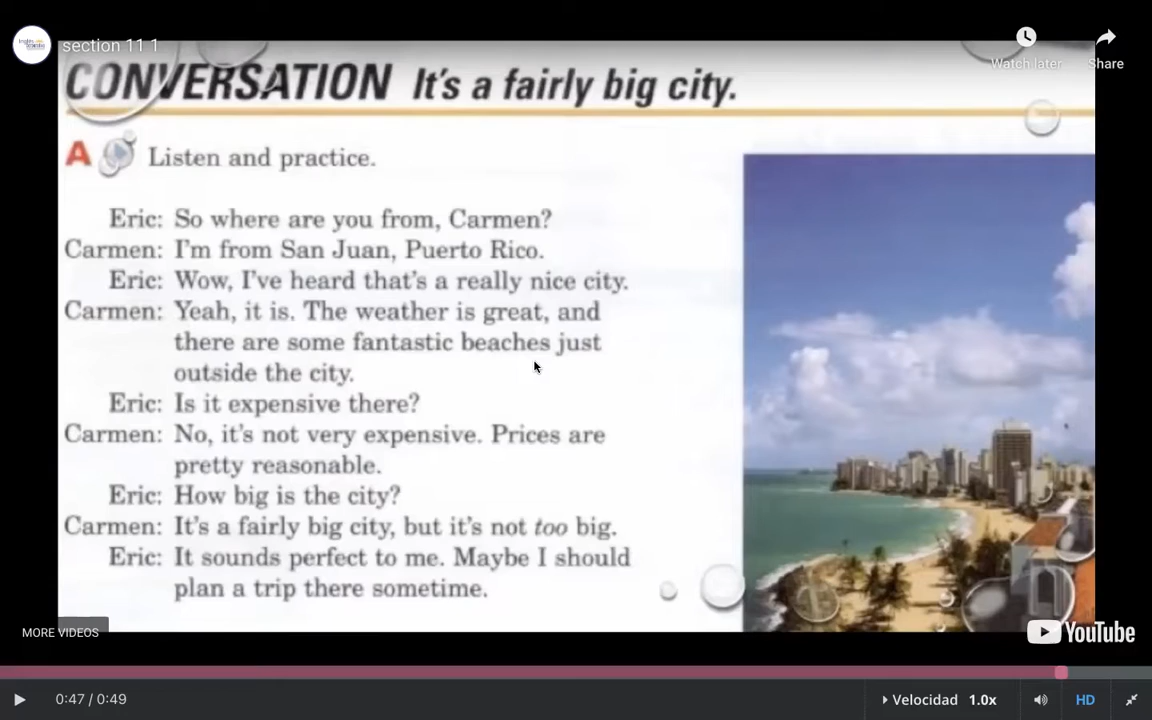 section 11 1
Watch later
Share
CONVERSATION It's a fairly big city.
A Listen and practice.
Eric: So where are you from, Carmen?
Carmen: I'm from San Juan, Puerto Rico.
Eric: Wow, I've heard that's a really nice city.
Carmen: Yeah, it is. The weather is great, and
there are some fantastic beaches just
outside the city.
Eric: Is it expensive there?
Carmen: No, it's not very expensive. Prices are
pretty reasonable.
Eric: How big is the city?
Carmen: It's a fairly big city, but it's not too big.
Eric: It sounds perfect to me. Maybe I should
plan a trip there sometime.
MORE VIDEOS
YouTube
0:47 / 0:49
Velocidad 1.0x
HD